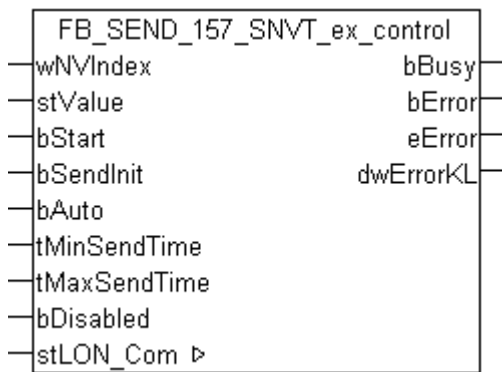 FB_SEND_157_SNVT_ex_control
wNVIndex bBusy
stValue bError
bStart eError
bSendInit dwErrorKL
bAuto
tMinSendTime
tMaxSendTime
bDisabled
stLON_Com ▷